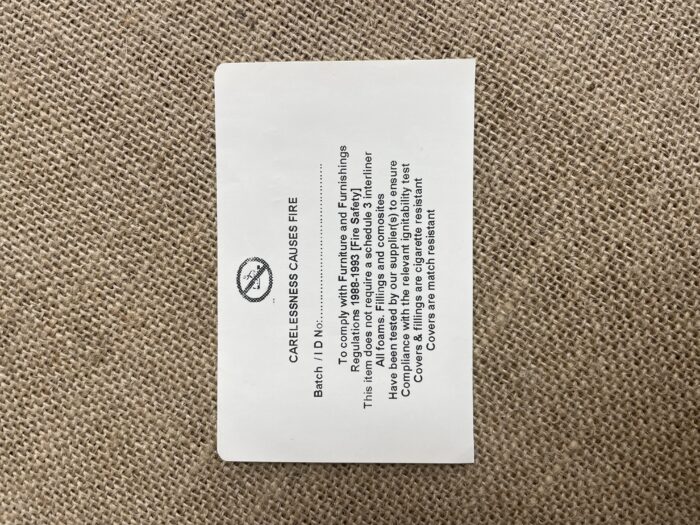 CARELESSNESS CAUSES FIRE
Batch / I D No:.............................................
To comply with Furniture and Furnishings
Regulations 1988-1993 [Fire Safety]
This item does not require a schedule 3 interliner
All foams. Fillings and comosites
Have been tested by our supplier(s) to ensure
Compliance with the relevant ignitability test
Covers & fillings are cigarette resistant
Covers are match resistant